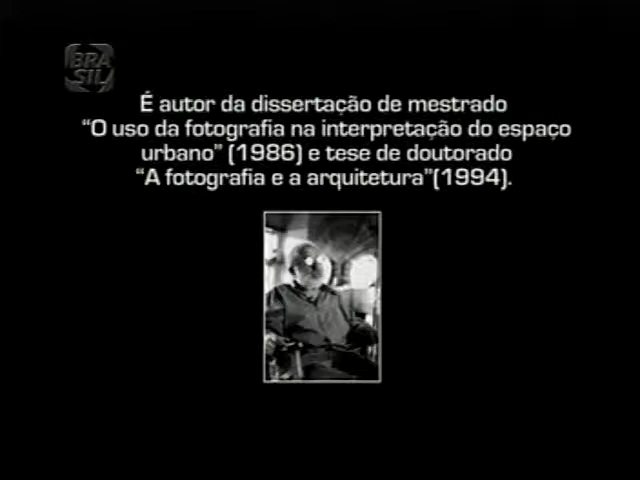 BRA
SIL
É autor da dissertação de mestrado
“O uso da fotografia na interpretação do espaço
urbano” (1986) e tese de doutorado
“A fotografia e a arquitetura”(1994).